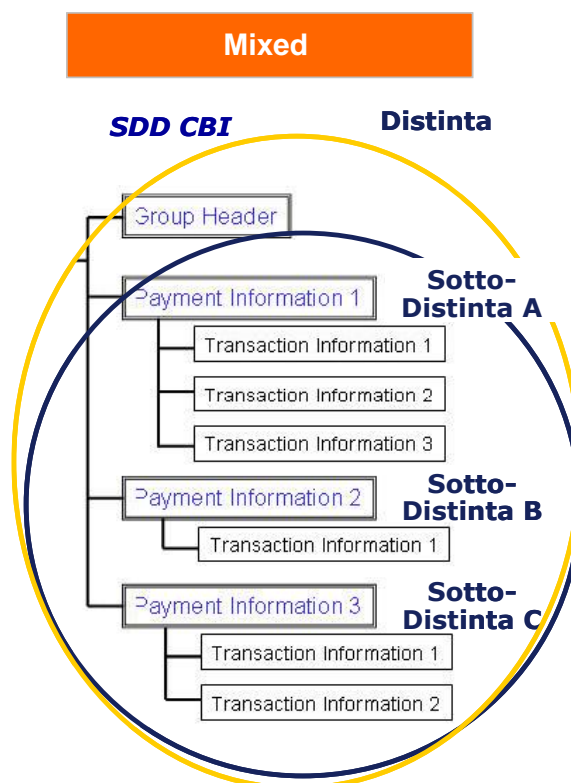 Mixed
SDD CBI
Distinta
Group Header
Payment Information 1
Sotto-
Distinta A
Transaction Information 1
Transaction Information 2
Transaction Information 3
Payment Information 2
Sotto-
Distinta B
Transaction Information 1
Payment Information 3
Sotto-
Distinta C
Transaction Information 1
Transaction Information 2